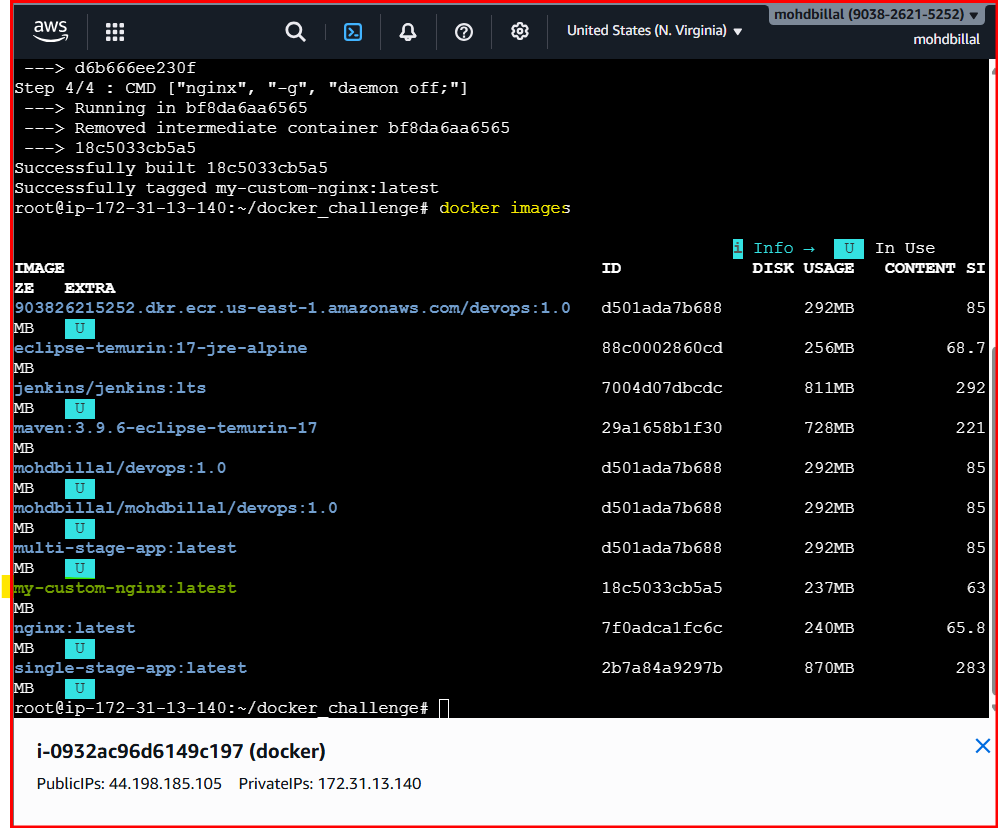 aws
United States (N. Virginia) ▼
mohdbillal (9038-2621-5252) ▼
mohdbillal
---> d6b666ee230f
Step 4/4 : CMD ["nginx", "-g", "daemon off;"]
---> Running in bf8da6aa6565
---> Removed intermediate container bf8da6aa6565
---> 18c5033cb5a5
Successfully built 18c5033cb5a5
Successfully tagged my-custom-nginx:latest
root@ip-172-31-13-140:~/docker_challenge# docker images
i Info → U In Use
IMAGE ID DISK USAGE CONTENT SI
ZE EXTRA
903826215252.dkr.ecr.us-east-1.amazonaws.com/devops:1.0 d501ada7b688 292MB 85
MB U
eclipse-temurin:17-jre-alpine 88c0002860cd 256MB 68.7
MB
jenkins/jenkins:lts 7004d07dbcdc 811MB 292
MB U
maven:3.9.6-eclipse-temurin-17 29a1658b1f30 728MB 221
MB
mohdbillal/devops:1.0 d501ada7b688 292MB 85
MB U
mohdbillal/mohdbillal/devops:1.0 d501ada7b688 292MB 85
MB U
multi-stage-app:latest d501ada7b688 292MB 85
MB U
my-custom-nginx:latest 18c5033cb5a5 237MB 63
MB
nginx:latest 7f0adca1fc6c 240MB 65.8
MB U
single-stage-app:latest 2b7a84a9297b 870MB 283
MB U
root@ip-172-31-13-140:~/docker_challenge#
i-0932ac96d6149c197 (docker)
PublicIPs: 44.198.185.105 PrivateIPs: 172.31.13.140